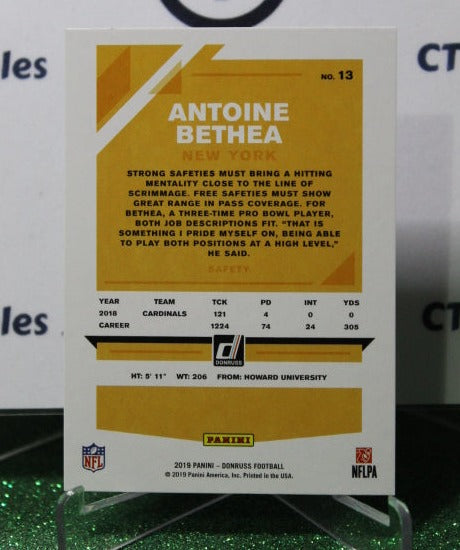 CT
ables
CT
les
CT
NO. 13
ANTOINE
BETHEA
NEW YORK
STRONG SAFETIES MUST BRING A HITTING
MENTALITY CLOSE TO THE LINE OF
SCRIMMAGE. FREE SAFETIES MUST SHOW
GREAT RANGE IN PASS COVERAGE. FOR
BETHEA, A THREE-TIME PRO BOWL PLAYER,
BOTH JOB DESCRIPTIONS FIT. "THAT IS
SOMETHING I PRIDE MYSELF ON, BEING ABLE
TO PLAY BOTH POSITIONS AT A HIGH LEVEL,"
HE SAID.
SAFETY
YEAR TEAM TCK PD INT YDS
2018 CARDINALS 121 4 0 0
CAREER 1224 74 24 305
D
DONRUSS
HT: 5' 11" WT: 206 FROM: HOWARD UNIVERSITY
PANINI
NFL
2019 PANINI - DONRUSS FOOTBALL
© 2019 Panini America, Inc. Printed in the USA.
NFLPA